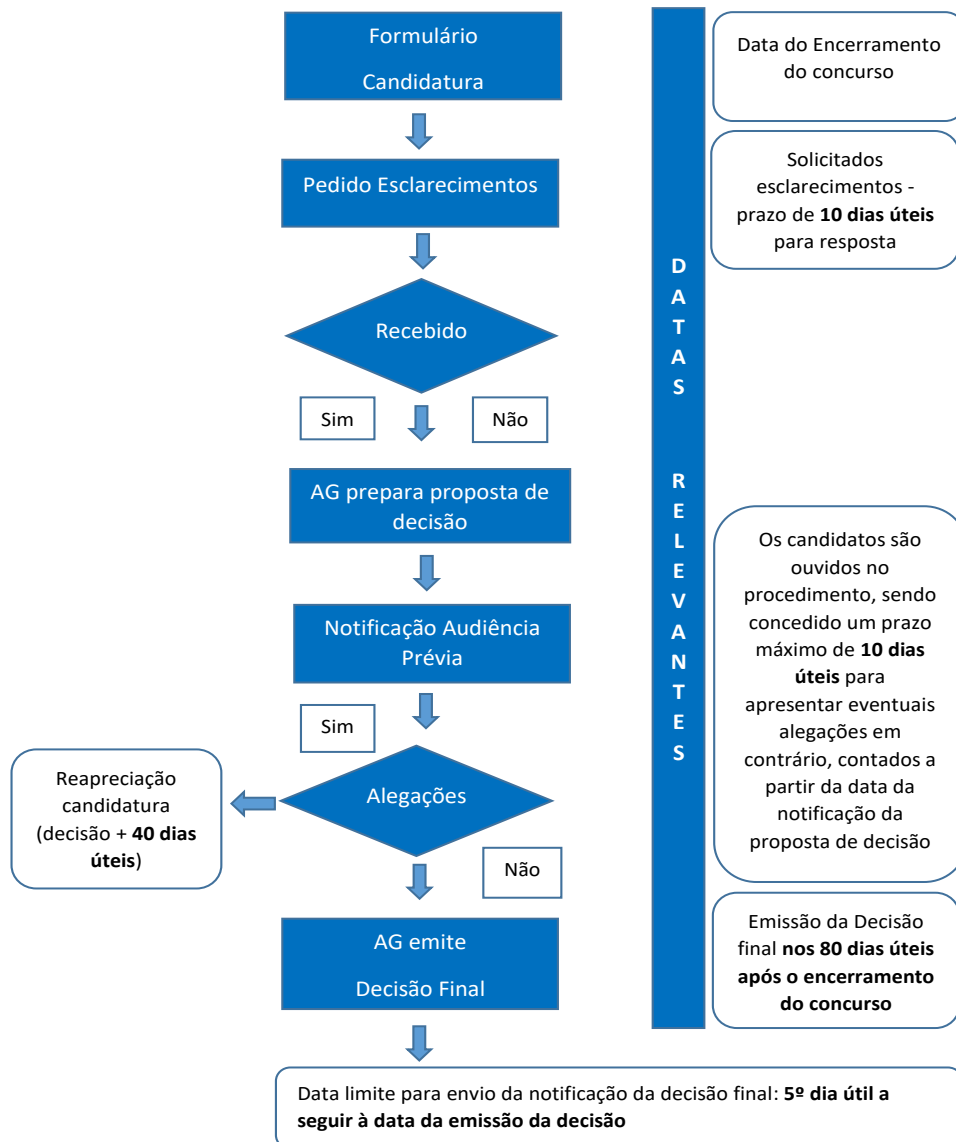 Formulário
Candidatura
Data do Encerramento
do concurso
Pedido Esclarecimentos
Solicitados
esclarecimentos -
prazo de 10 dias úteis
para resposta
Recebido
Sim
Não
AG prepara proposta de
decisão
Notificação Audiência
Prévia
Sim
Alegações
Reapreciação
candidatura
(decisão + 40 dias
úteis)
Não
AG emite
Decisão Final
DATAS RELEVANTES
Os candidatos são
ouvidos no
procedimento, sendo
concedido um prazo
máximo de 10 dias
úteis para
apresentar eventuais
alegações em
contrário, contados a
partir da data da
notificação da
proposta de decisão
Emissão da Decisão
final nos 80 dias úteis
após o encerramento
do concurso
Data limite para envio da notificação da decisão final: 5º dia útil a
seguir à data da emissão da decisão